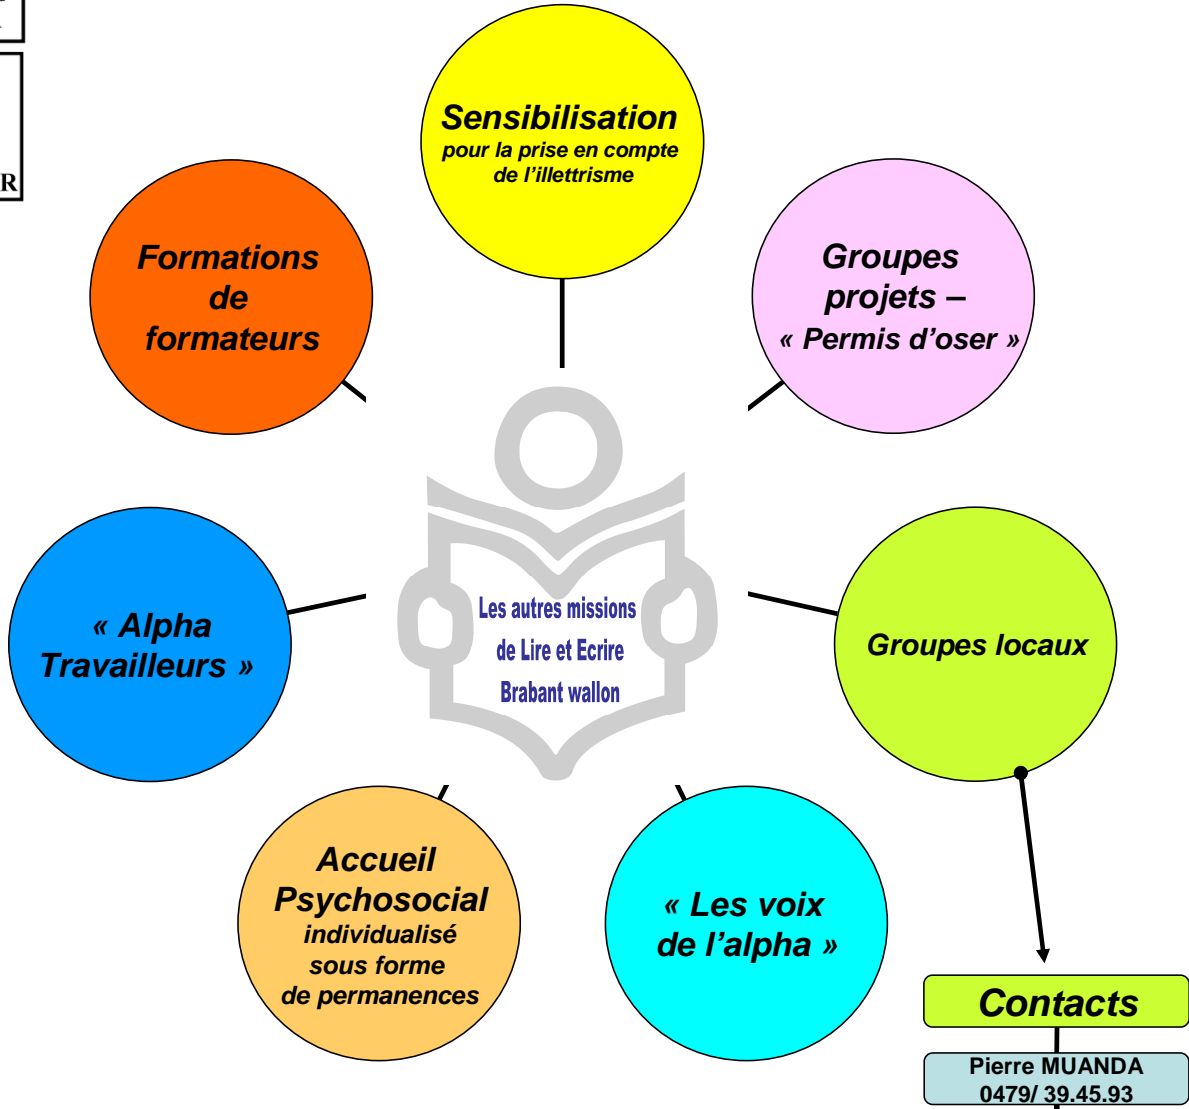 R
Sensibilisation
pour la prise en compte
de l'illettrisme
Formations
de
formateurs
Groupes
projets –
« Permis d'oser »
« Alpha
Travailleurs »
Les autres missions
de Lire et Ecrire
Brabant wallon
Groupes locaux
Accueil
Psychosocial
individualisé
sous forme
de permanences
« Les voix
de l'alpha »
Contacts
Pierre MUANDA
0479/ 39.45.93